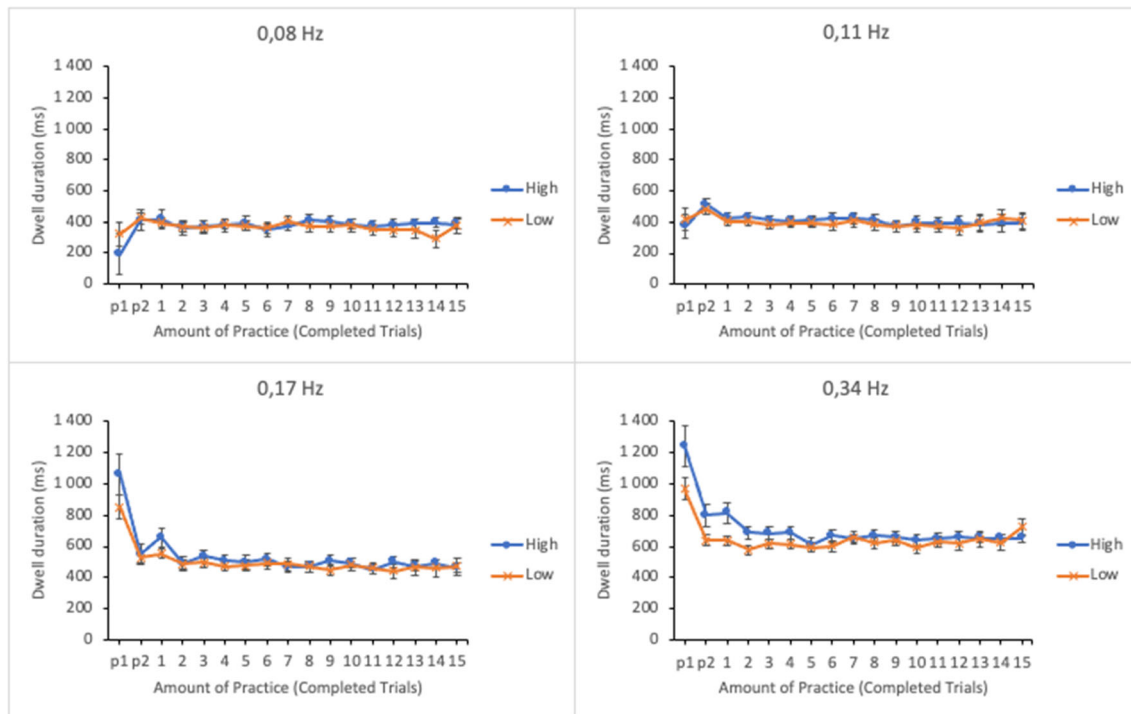 0,08 Hz
1 400
1 200
1 000
800
600
400
200
0
Dwell duration (ms)
p1 p2 1 2 3 4 5 6 7 8 9 10 11 12 13 14 15
Amount of Practice (Completed Trials)
High
Low
0,11 Hz
1 400
1 200
1 000
800
600
400
200
0
Dwell duration (ms)
p1 p2 1 2 3 4 5 6 7 8 9 10 11 12 13 14 15
Amount of Practice (Completed Trials)
High
Low
0,17 Hz
1 400
1 200
1 000
800
600
400
200
0
Dwell duration (ms)
p1 p2 1 2 3 4 5 6 7 8 9 10 11 12 13 14 15
Amount of Practice (Completed Trials)
High
Low
0,34 Hz
1 400
1 200
1 000
800
600
400
200
0
Dwell duration (ms)
p1 p2 1 2 3 4 5 6 7 8 9 10 11 12 13 14 15
Amount of Practice (Completed Trials)
High
Low